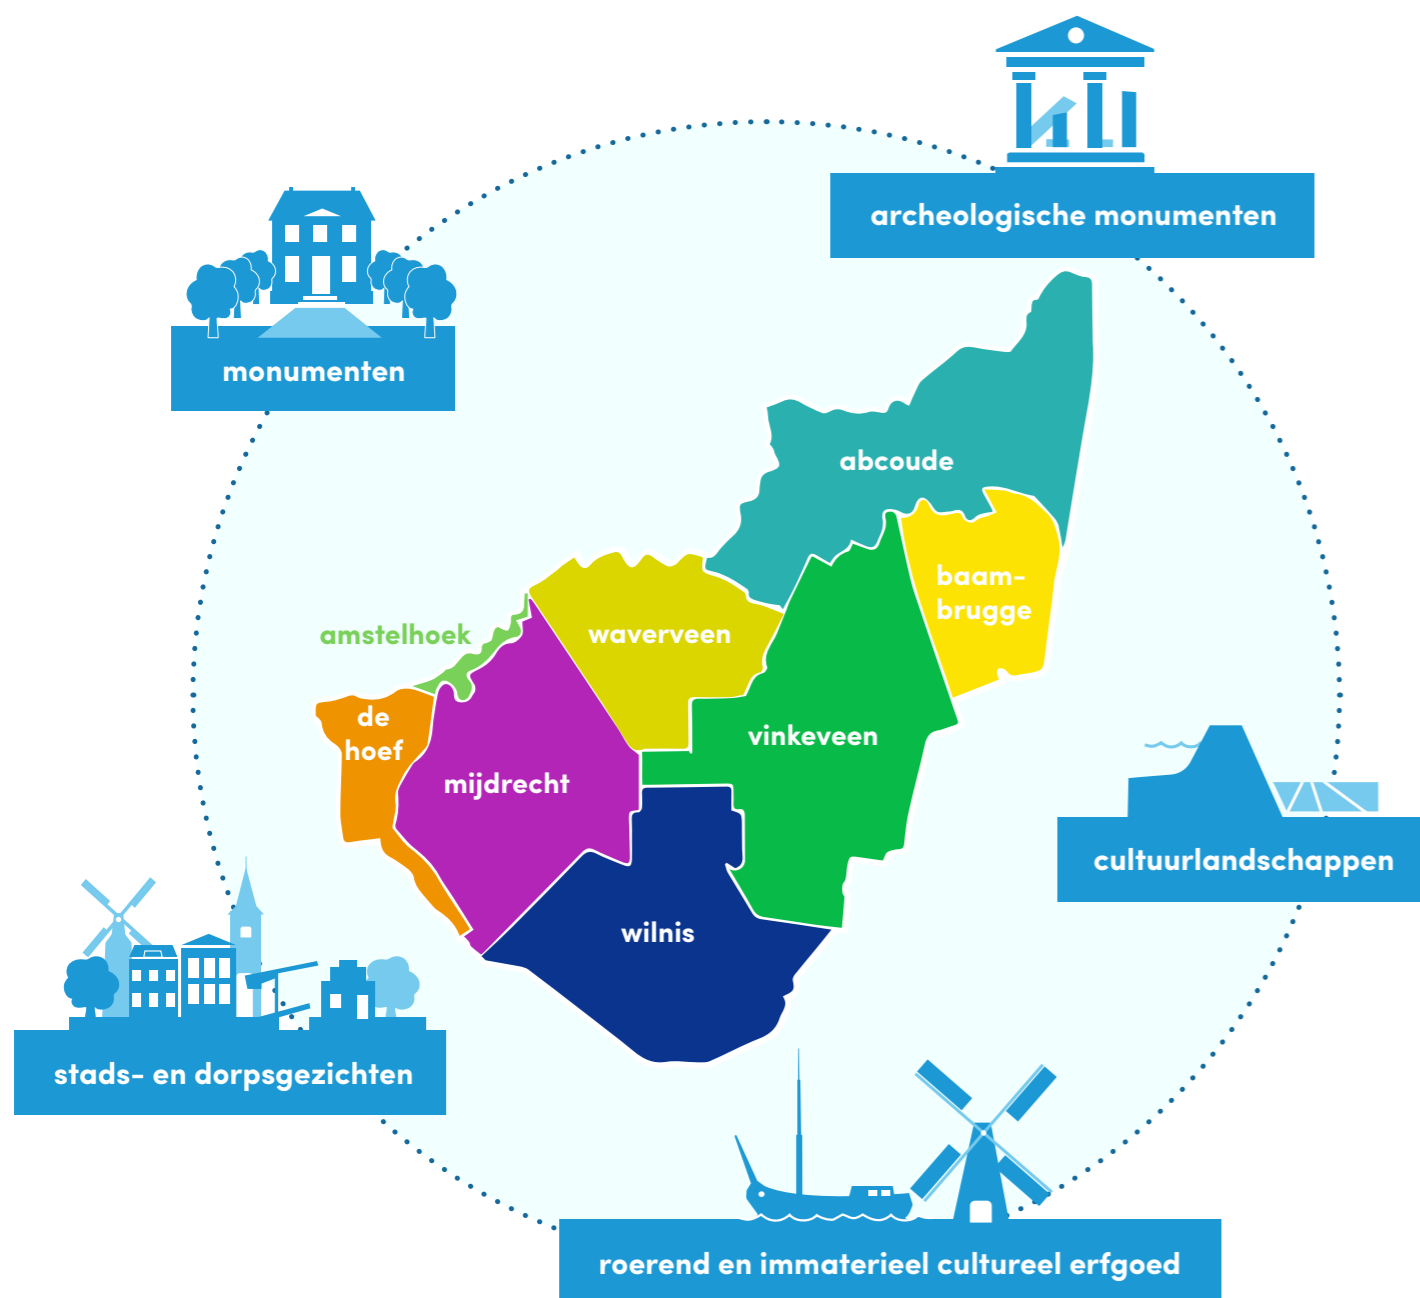 archeologische monumenten
monumenten
abcoude
baam-
brugge
amstelhoek
waverveen
de
hoef
vinkeveen
mijdrecht
cultuurlandschappen
wilnis
stads- en dorpsgezichten
roerend en immaterieel cultureel erfgoed